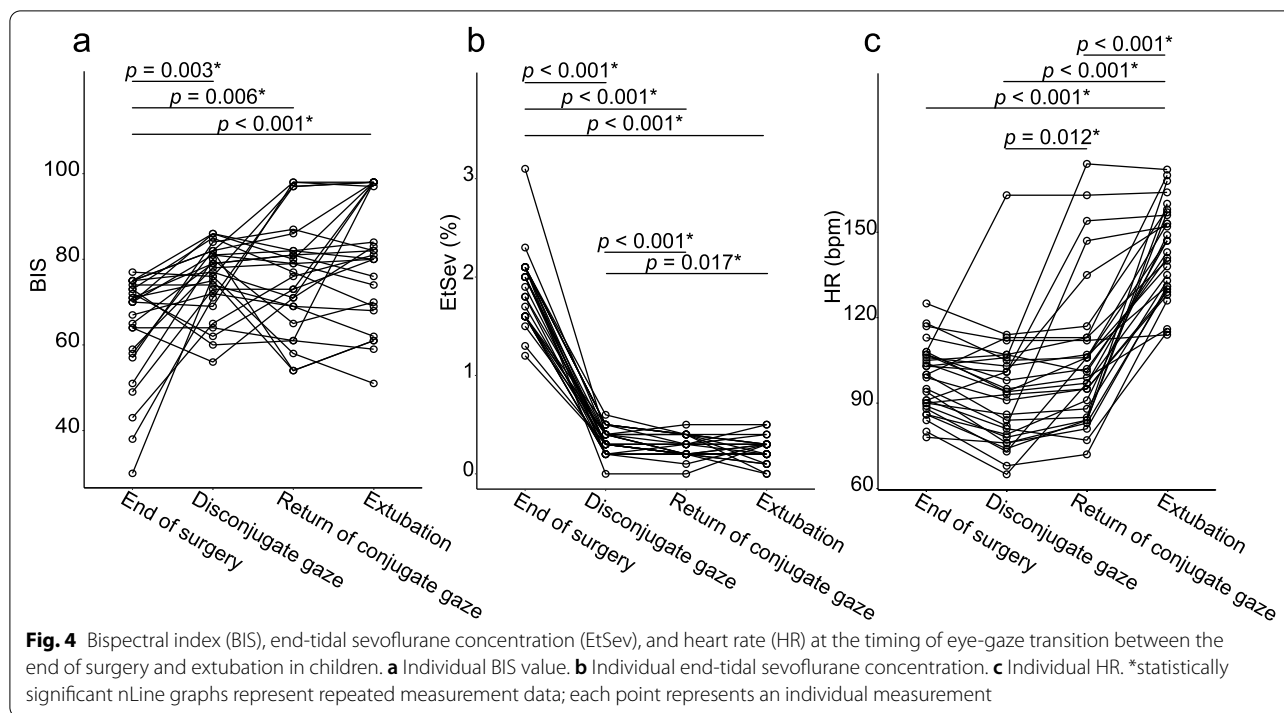 a
p = 0.003*
p = 0.006*
p < 0.001*
BIS
100
80
60
40
End of surgery
Disconjugate gaze
Return of conjugate gaze
Extubation
b
p < 0.001*
p < 0.001*
p < 0.001*
p < 0.001*
p = 0.017*
EtSev (%)
3
2
1
0
End of surgery
Disconjugate gaze
Return of conjugate gaze
Extubation
c
p < 0.001*
p < 0.001*
p < 0.001*
p = 0.012*
HR (bpm)
150
120
90
60
End of surgery
Disconjugate gaze
Return of conjugate gaze
Extubation
Fig. 4 Bispectral index (BIS), end-tidal sevoflurane concentration (EtSev), and heart rate (HR) at the timing of eye-gaze transition between the
end of surgery and extubation in children. a Individual BIS value. b Individual end-tidal sevoflurane concentration. c Individual HR. *statistically
significant nLine graphs represent repeated measurement data; each point represents an individual measurement